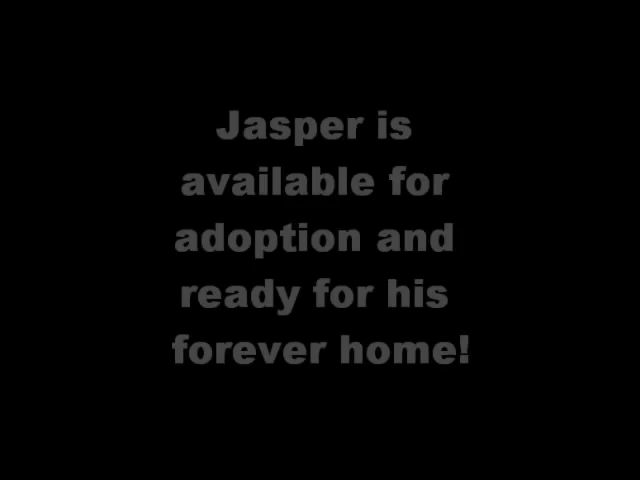 Jasper is
available for
adoption and
ready for his
forever home!